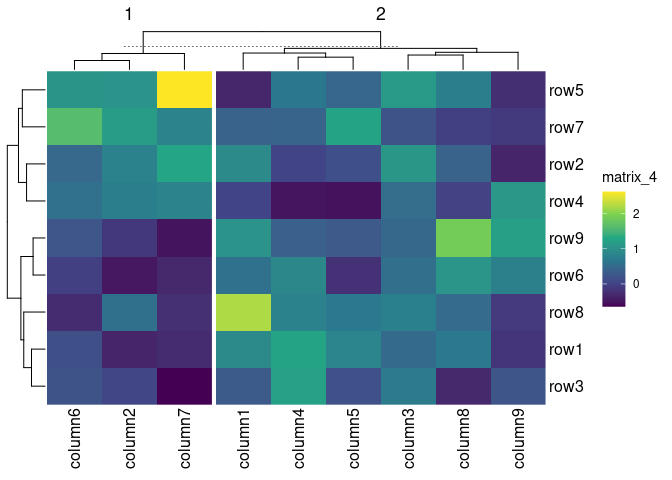 1 2
row5
row7
row2
row4
row9
row6
row8
row1
row3
matrix_4
2
1
0
column6 column2 column7 column1 column4 column5 column3 column8 column9